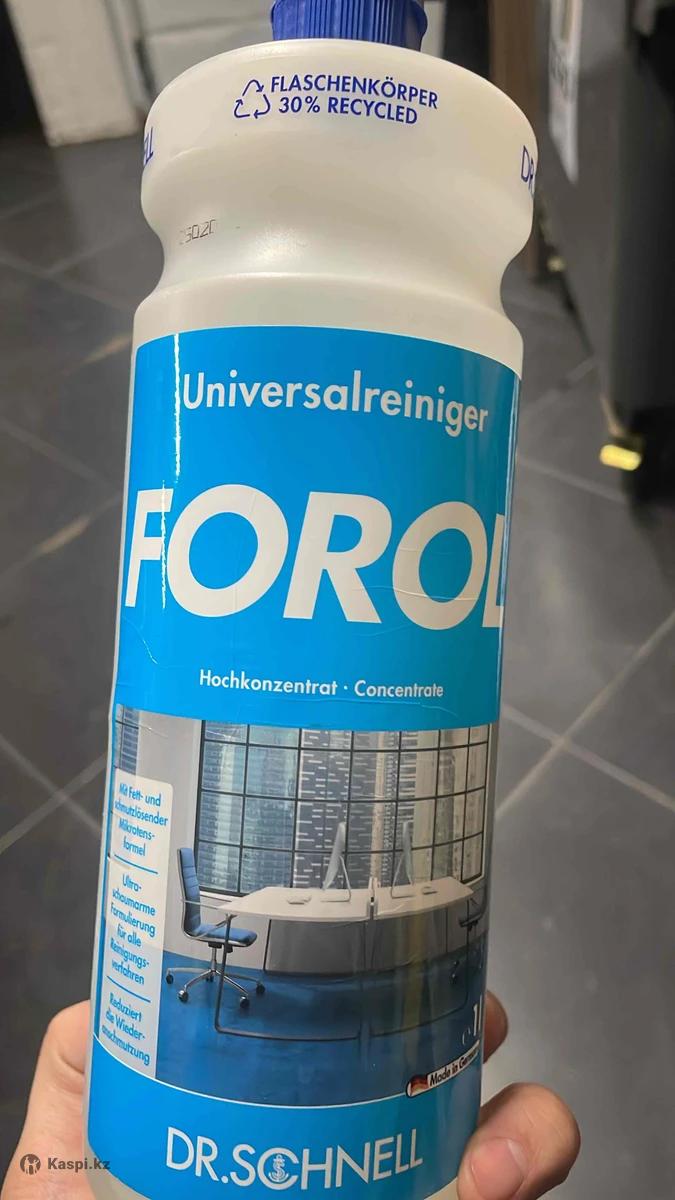 FLASCHENKÖRPER
30% RECYCLED
Universalreiniger
FOROL
Hochkonzentrat · Concentrate
Mit Fett- und
schmutzlösender
Mikrotens-
formel
Ultra-
schaumarme
Formulierung
für alle
Reinigungs-
verfahren
Reduziert
die Wieder-
anschmutzung
Made in Germany
DR.SCHNELL
Kaspi.kz